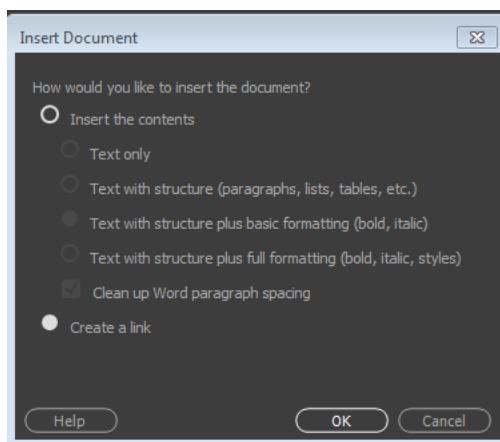 Insert Document
How would you like to insert the document?
Insert the contents
Text only
Text with structure (paragraphs, lists, tables, etc.)
Text with structure plus basic formatting (bold, italic)
Text with structure plus full formatting (bold, italic, styles)
Clean up Word paragraph spacing
Create a link
Help OK Cancel